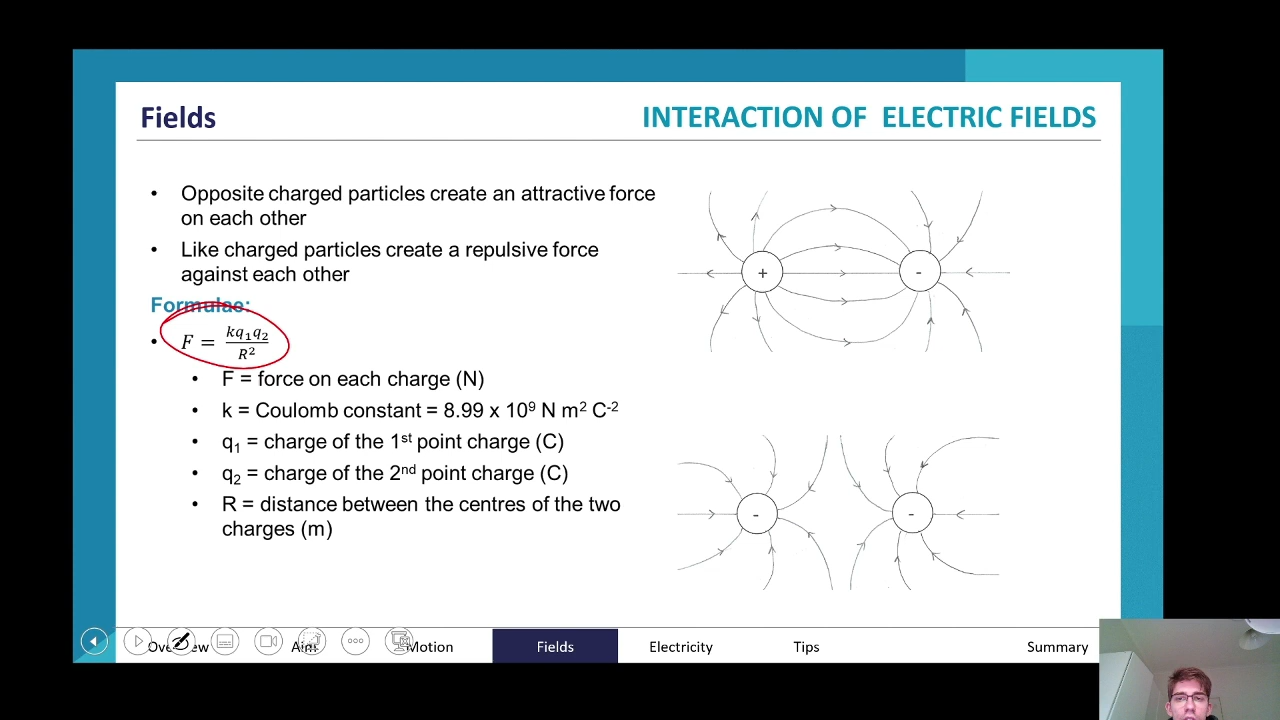 Fields
INTERACTION OF ELECTRIC FIELDS
• Opposite charged particles create an attractive force
on each other
• Like charged particles create a repulsive force
against each other
Formulae:
• F = kq₁q₂ / R²
• F = force on each charge (N)
• k = Coulomb constant = 8.99 x 10⁹ N m² C⁻²
• q₁ = charge of the 1ˢᵗ point charge (C)
• q₂ = charge of the 2ⁿᵈ point charge (C)
• R = distance between the centres of the two
charges (m)
+ -
- -
Motion Fields Electricity Tips Summary